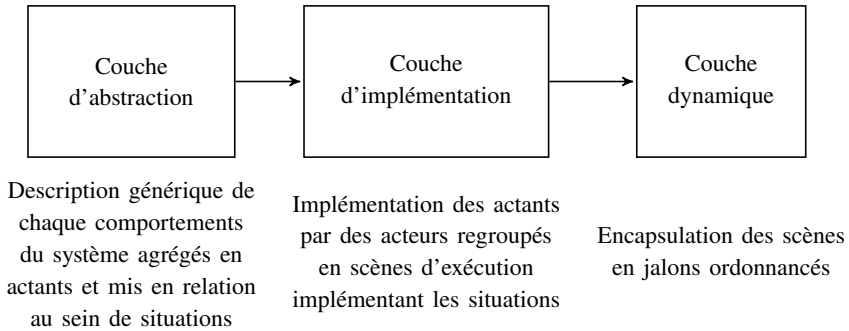 Couche
d'abstraction
Couche
d'implémentation
Couche
dynamique
Description générique de
chaque comportements
du système agrégés en
actants et mis en relation
au sein de situations
Implémentation des actants
par des acteurs regroupés
en scènes d'exécution
implémentant les situations
Encapsulation des scènes
en jalons ordonnancés